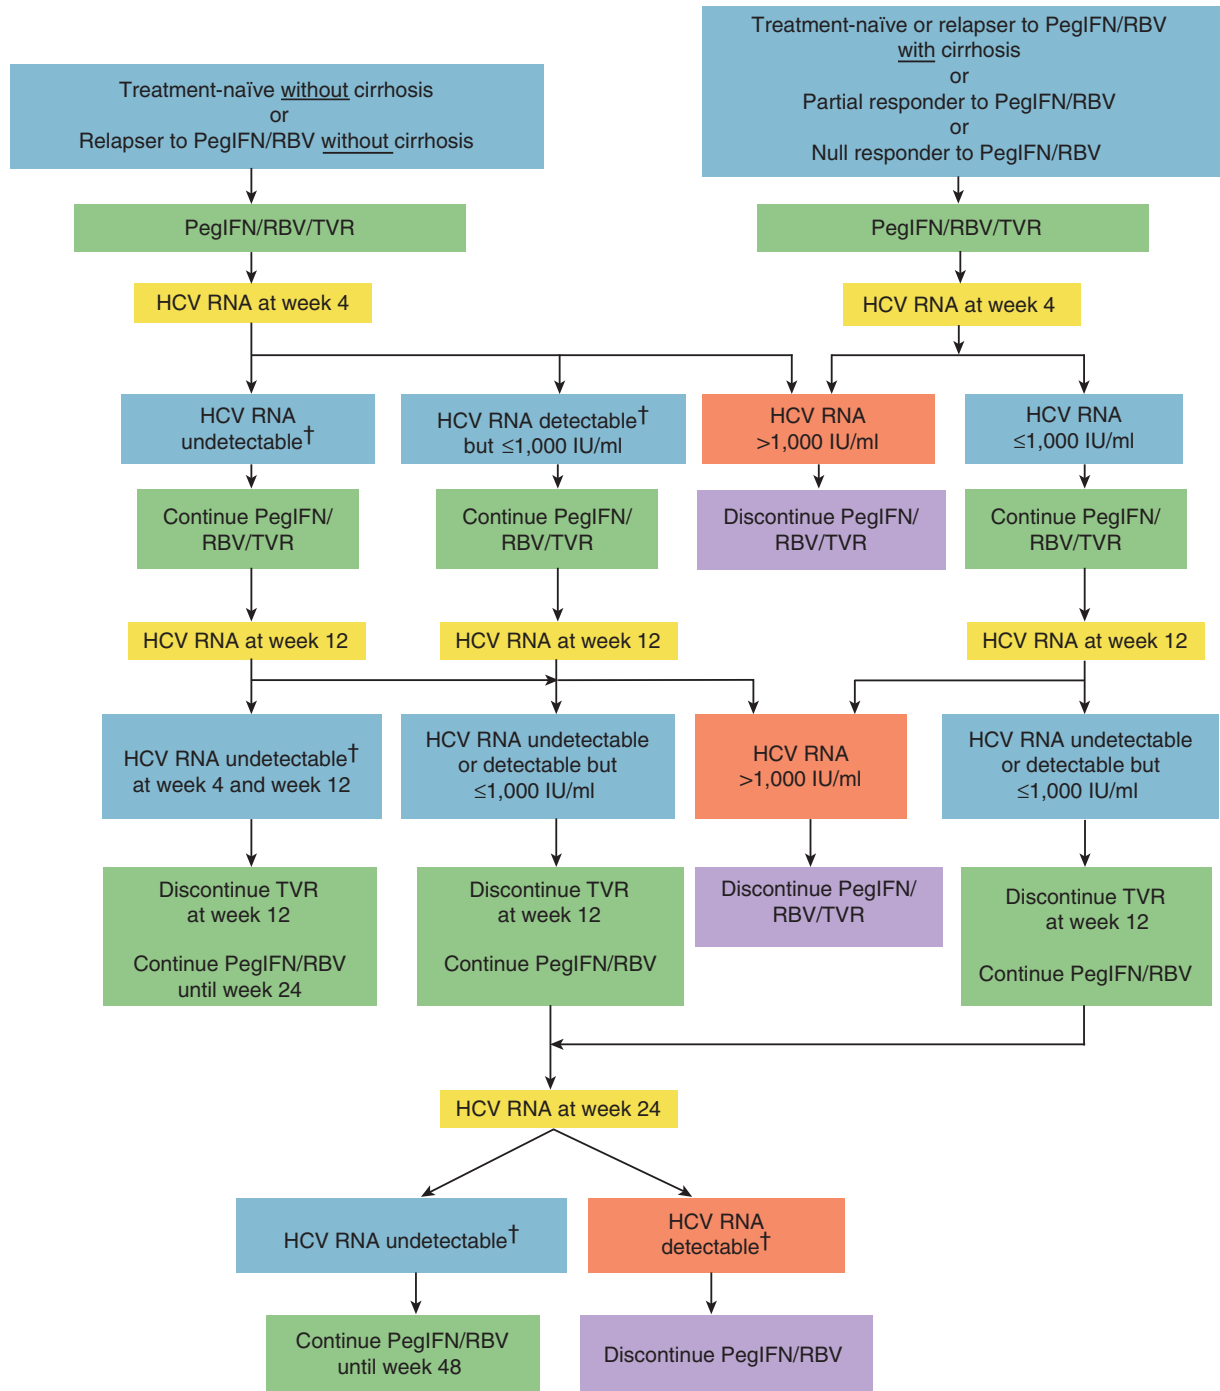 Treatment-naïve or relapser to PegIFN/RBV
with cirrhosis
or
Partial responder to PegIFN/RBV
or
Null responder to PegIFN/RBV
Treatment-naïve without cirrhosis
or
Relapser to PegIFN/RBV without cirrhosis
PegIFN/RBV/TVR
PegIFN/RBV/TVR
HCV RNA at week 4
HCV RNA at week 4
HCV RNA
undetectable†
HCV RNA detectable†
but ≤1,000 IU/ml
HCV RNA
>1,000 IU/ml
HCV RNA
≤1,000 IU/ml
Continue PegIFN/
RBV/TVR
Continue PegIFN/
RBV/TVR
Discontinue PegIFN/
RBV/TVR
Continue PegIFN/
RBV/TVR
HCV RNA at week 12
HCV RNA at week 12
HCV RNA at week 12
HCV RNA undetectable†
at week 4 and week 12
HCV RNA undetectable
or detectable but
≤1,000 IU/ml
HCV RNA
>1,000 IU/ml
HCV RNA undetectable
or detectable but
≤1,000 IU/ml
Discontinue TVR
at week 12
Continue PegIFN/RBV
until week 24
Discontinue TVR
at week 12
Continue PegIFN/RBV
Discontinue PegIFN/
RBV/TVR
Discontinue TVR
at week 12
Continue PegIFN/RBV
HCV RNA at week 24
HCV RNA undetectable†
HCV RNA
detectable†
Continue PegIFN/RBV
until week 48
Discontinue PegIFN/RBV